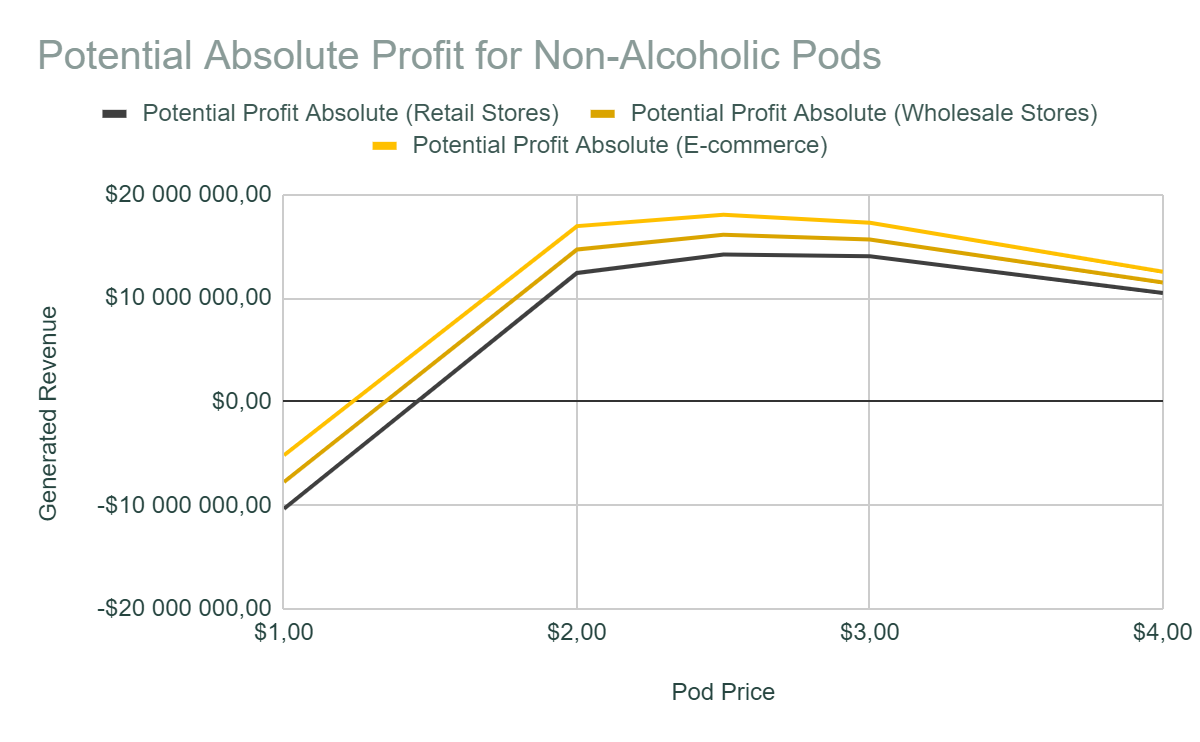 Potential Absolute Profit for Non-Alcoholic Pods
Potential Profit Absolute (Retail Stores)
Potential Profit Absolute (Wholesale Stores)
Potential Profit Absolute (E-commerce)
Generated Revenue
$20 000 000,00
$10 000 000,00
$0,00
-$10 000 000,00
-$20 000 000,00
$1,00
$2,00
$3,00
$4,00
Pod Price